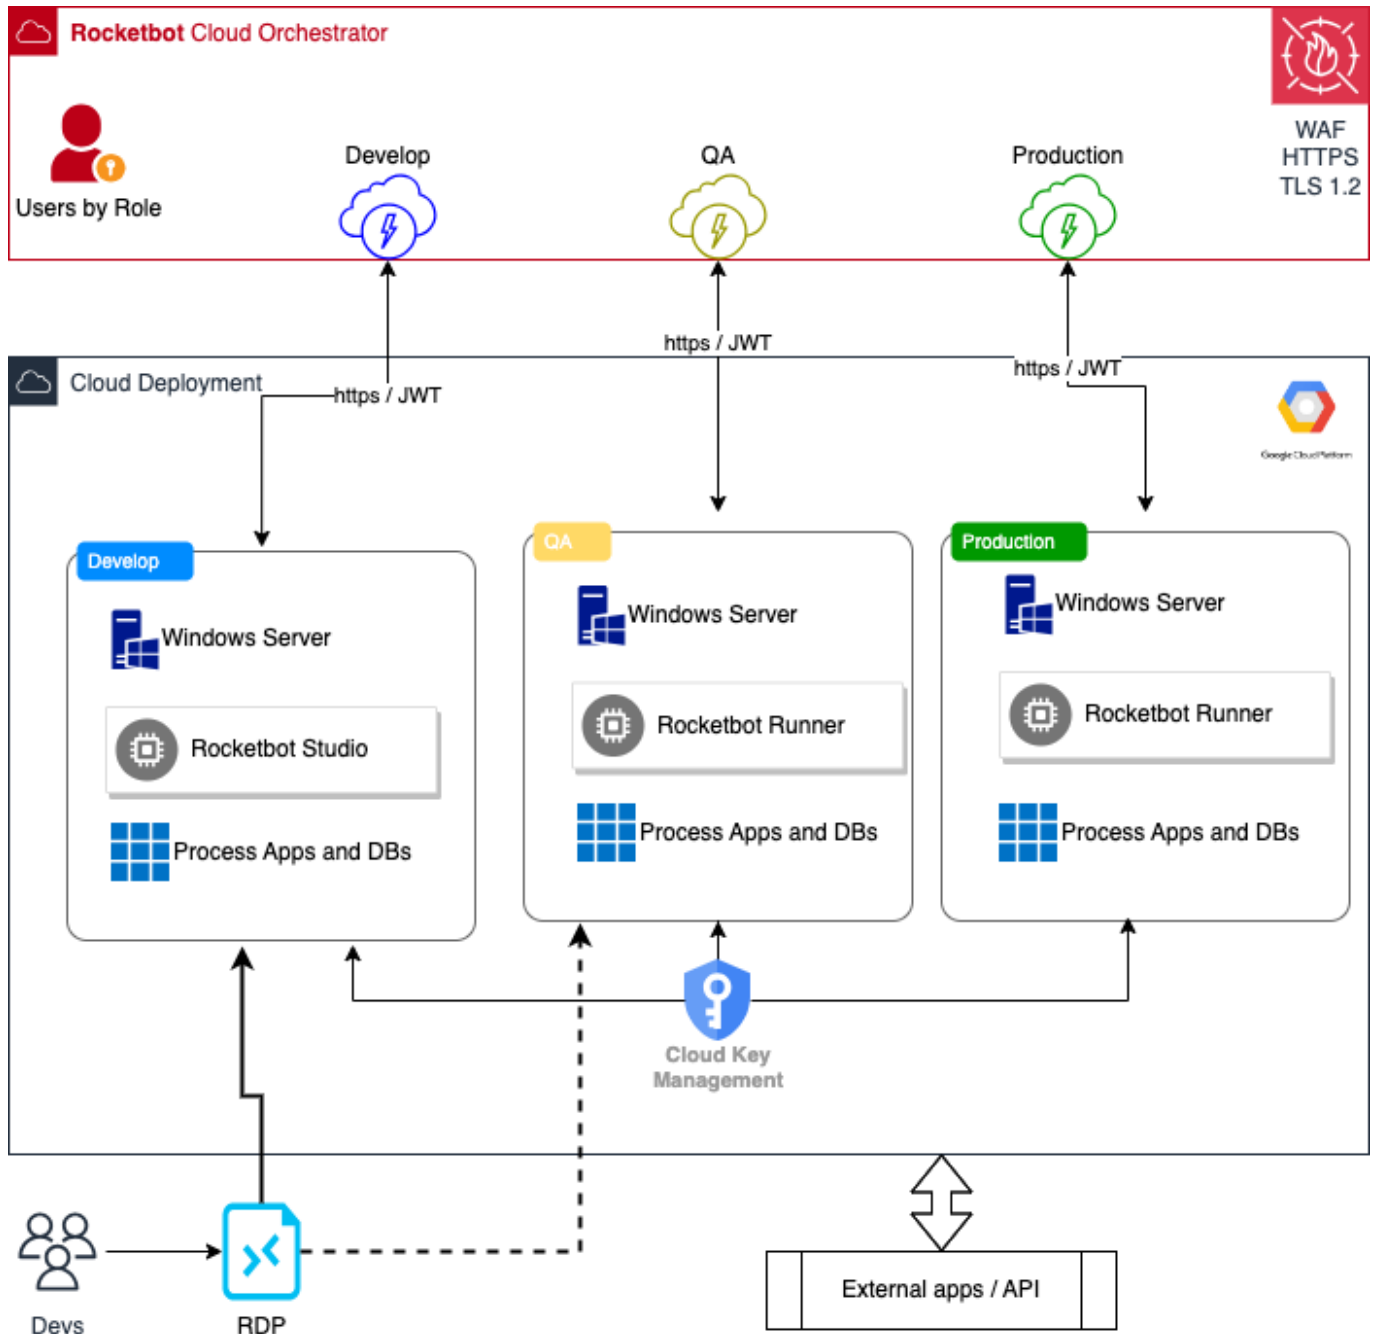 Rocketbot Cloud Orchestrator
WAF
HTTPS
TLS 1.2
Users by Role
Develop
QA
Production
https / JWT
https / JWT
https / JWT
Cloud Deployment
Google Cloud Platform
Develop
Windows Server
Rocketbot Studio
Process Apps and DBs
QA
Windows Server
Rocketbot Runner
Process Apps and DBs
Production
Windows Server
Rocketbot Runner
Process Apps and DBs
Cloud Key
Management
Devs
RDP
External apps / API